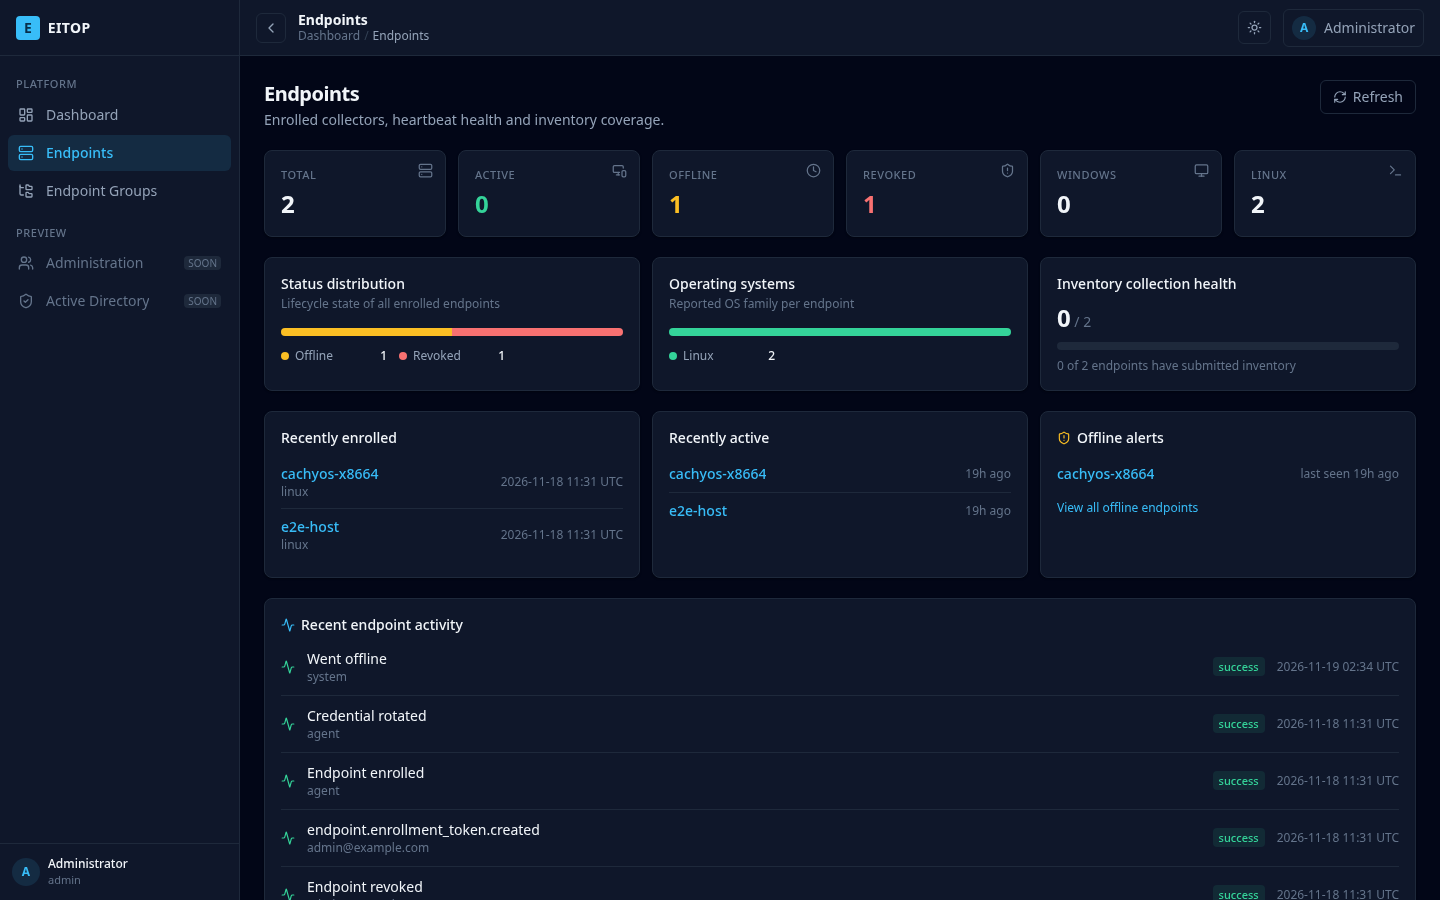 E EITOP
Endpoints
Dashboard / Endpoints
A Administrator
PLATFORM
Dashboard
Endpoints
Endpoint Groups
PREVIEW
Administration SOON
Active Directory SOON
A Administrator
admin
Endpoints
Enrolled collectors, heartbeat health and inventory coverage.
Refresh
TOTAL
2
ACTIVE
0
OFFLINE
1
REVOKED
1
WINDOWS
0
LINUX
2
Status distribution
Lifecycle state of all enrolled endpoints
Offline 1 Revoked 1
Operating systems
Reported OS family per endpoint
Linux 2
Inventory collection health
0 / 2
0 of 2 endpoints have submitted inventory
Recently enrolled
cachyos-x8664
linux
2026-11-18 11:31 UTC
e2e-host
linux
2026-11-18 11:31 UTC
Recently active
cachyos-x8664 19h ago
e2e-host 19h ago
Offline alerts
cachyos-x8664 last seen 19h ago
View all offline endpoints
Recent endpoint activity
Went offline
system
success 2026-11-19 02:34 UTC
Credential rotated
agent
success 2026-11-18 11:31 UTC
Endpoint enrolled
agent
success 2026-11-18 11:31 UTC
endpoint.enrollment_token.created
admin@example.com
success 2026-11-18 11:31 UTC
Endpoint revoked
success 2026-11-18 11:31 UTC